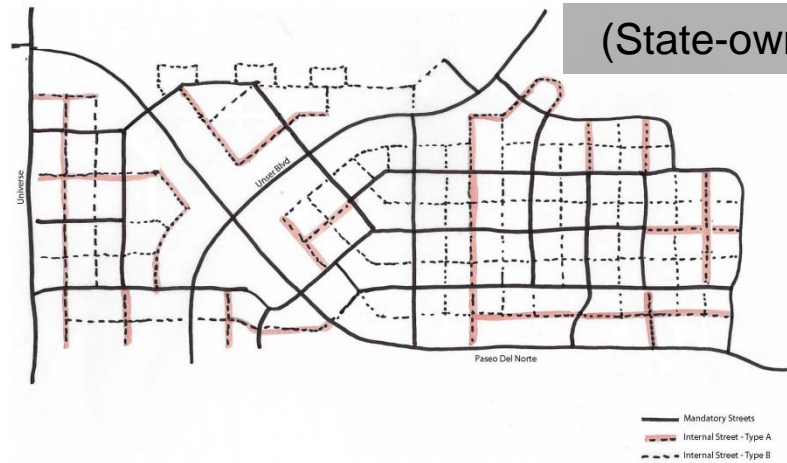 (State-own
Universe
Unser Blvd
Paseo Del Norte
Mandatory Streets
Internal Street - Type A
Internal Street - Type B